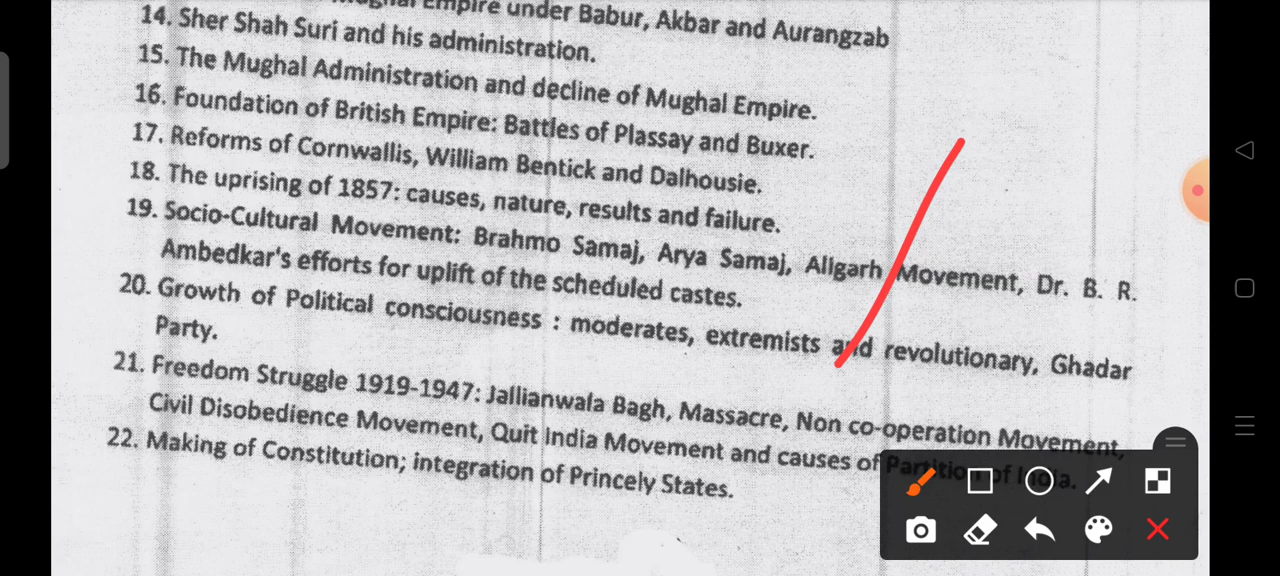 Mughal Empire under Babur, Akbar and Aurangzab
14. Sher Shah Suri and his administration.
15. The Mughal Administration and decline of Mughal Empire.
16. Foundation of British Empire: Battles of Plassay and Buxer.
17. Reforms of Cornwallis, William Bentick and Dalhousie.
18. The uprising of 1857: causes, nature, results and failure.
19. Socio-Cultural Movement: Brahmo Samaj, Arya Samaj, Allgarh Movement, Dr. B. R.
Ambedkar's efforts for uplift of the scheduled castes.
20. Growth of Political consciousness : moderates, extremists and revolutionary, Ghadar
Party.
21. Freedom Struggle 1919-1947: Jallianwala Bagh, Massacre, Non co-operation Movement,
Civil Disobedience Movement, Quit India Movement and causes of Partition of India.
22. Making of Constitution; integration of Princely States.